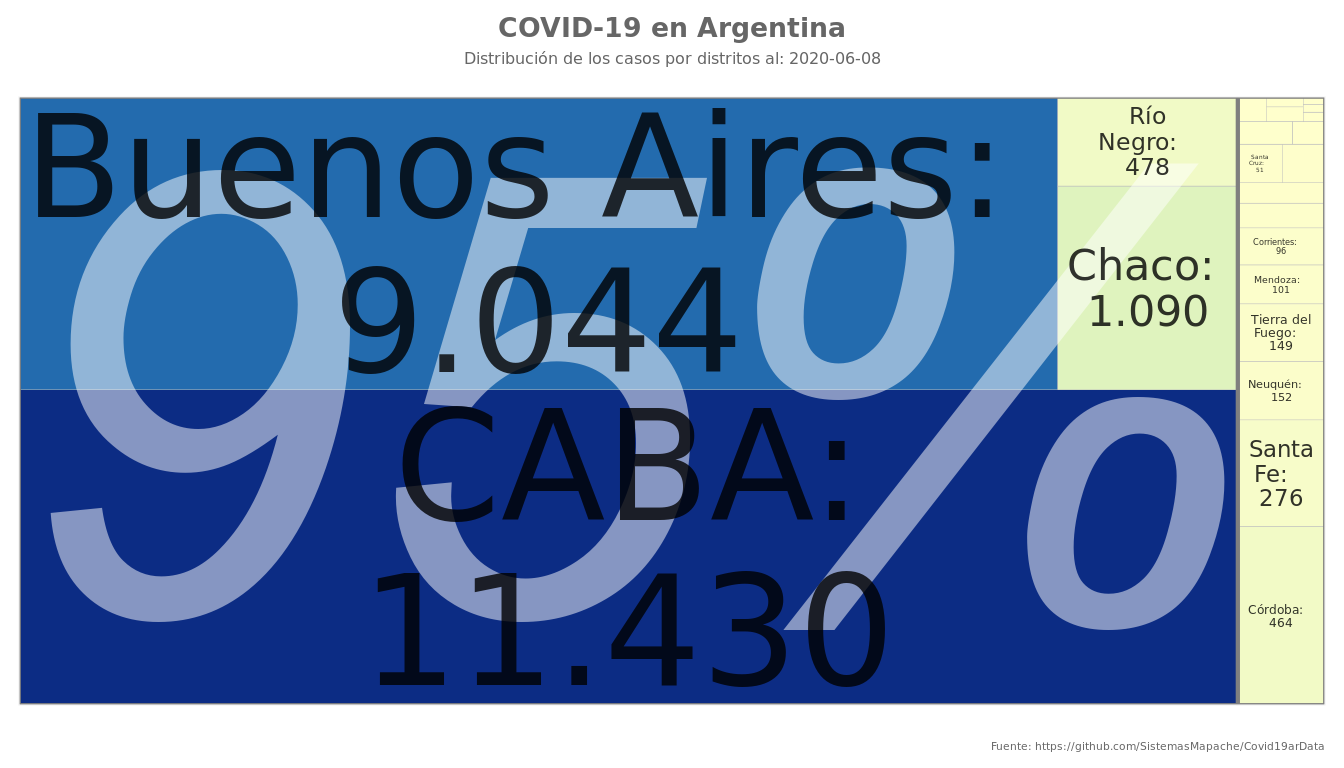 COVID-19 en Argentina
Distribución de los casos por distritos al: 2020-06-08
Buenos Aires:
9.044
CABA:
11.430
95%
Río
Negro:
478
Chaco:
1.090
Santa
Cruz:
51
Corrientes:
96
Mendoza:
101
Tierra del
Fuego:
149
Neuquén:
152
Santa
Fe:
276
Córdoba:
464
Fuente: https://github.com/SistemasMapache/Covid19arData